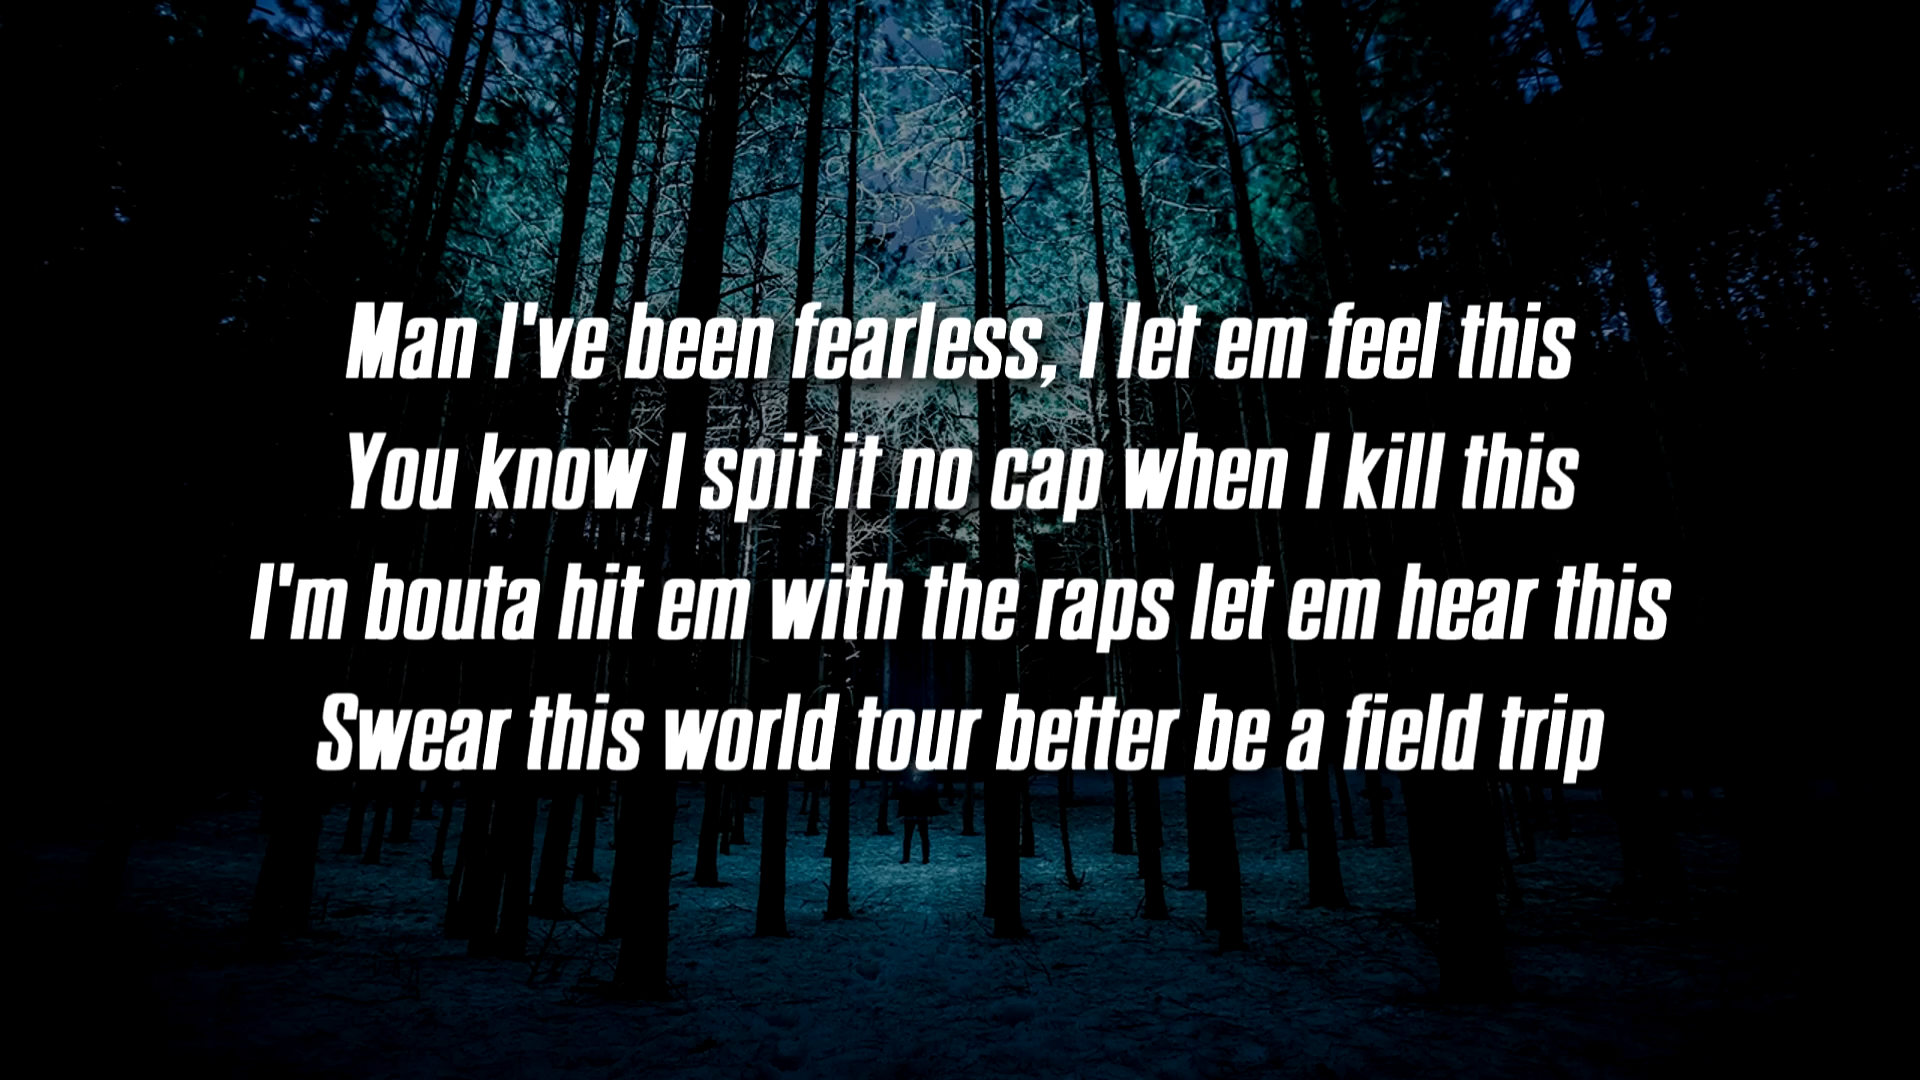 Man I've been fearless, I let em feel this
You know I spit it no cap when I kill this
I'm bouta hit em with the raps let em hear this
Swear this world tour better be a field trip